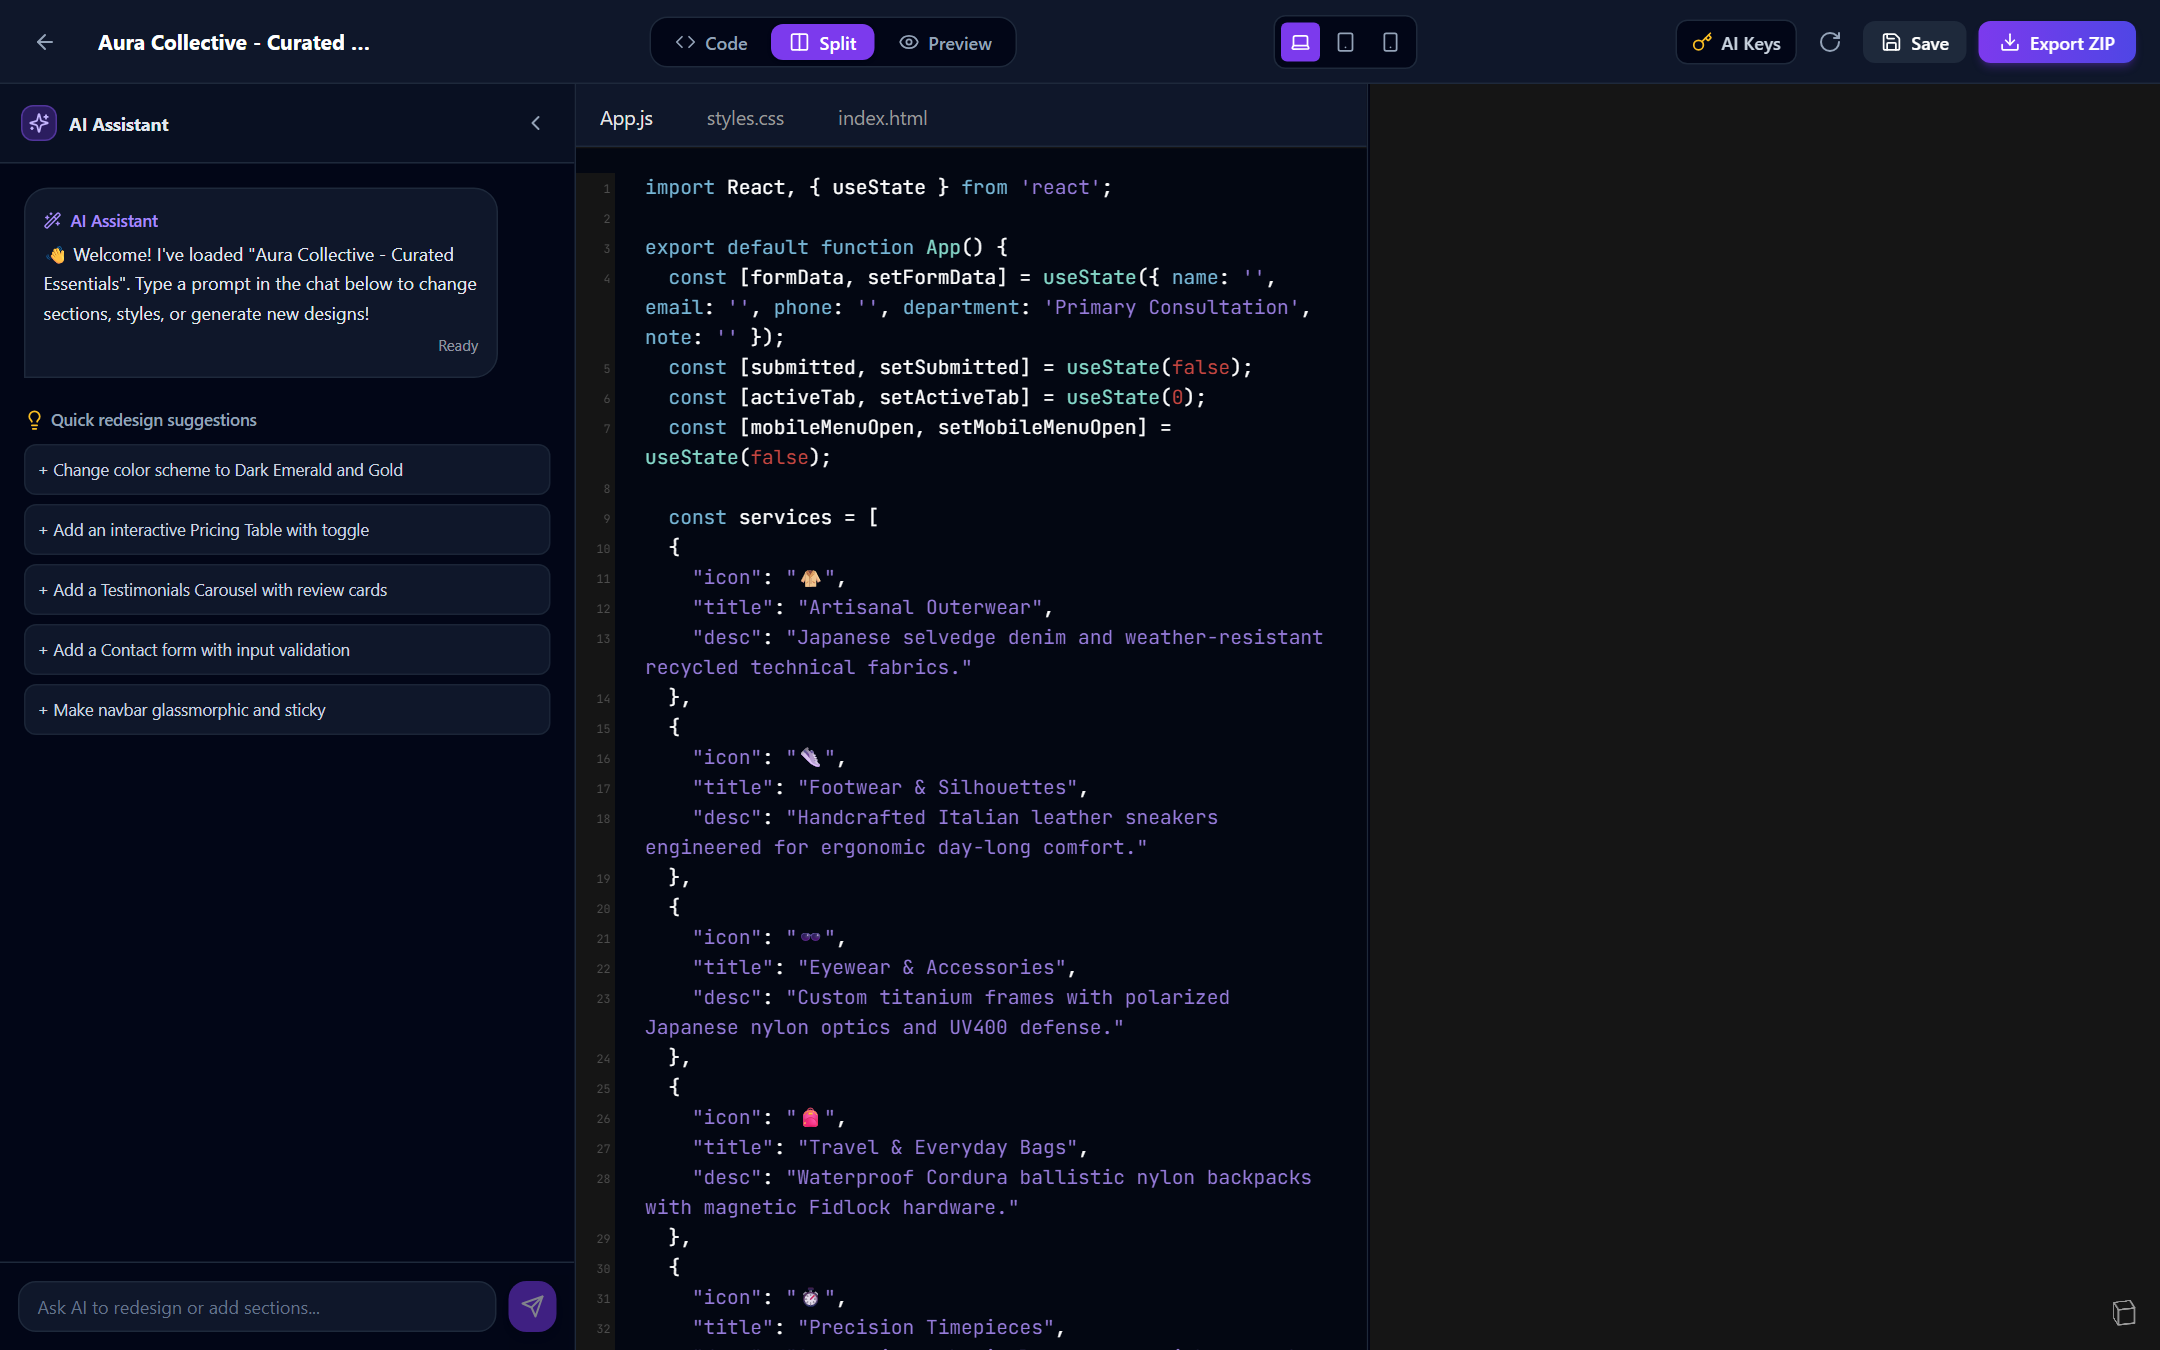 Aura Collective - Curated ...
Code
Split
Preview
AI Keys
Save
Export ZIP
AI Assistant
AI Assistant
👋 Welcome! I've loaded "Aura Collective - Curated
Essentials". Type a prompt in the chat below to change
sections, styles, or generate new designs!
Ready
Quick redesign suggestions
+ Change color scheme to Dark Emerald and Gold
+ Add an interactive Pricing Table with toggle
+ Add a Testimonials Carousel with review cards
+ Add a Contact form with input validation
+ Make navbar glassmorphic and sticky
Ask AI to redesign or add sections...
App.js
styles.css
index.html
1 import React, { useState } from 'react';
2
3 export default function App() {
4 const [formData, setFormData] = useState({ name: '',
email: '', phone: '', department: 'Primary Consultation',
note: '' });
5 const [submitted, setSubmitted] = useState(false);
6 const [activeTab, setActiveTab] = useState(0);
7 const [mobileMenuOpen, setMobileMenuOpen] =
useState(false);
8
9 const services = [
10 {
11 "icon": "🧥",
12 "title": "Artisanal Outerwear",
13 "desc": "Japanese selvedge denim and weather-resistant
recycled technical fabrics."
14 },
15 {
16 "icon": "👟",
17 "title": "Footwear & Silhouettes",
18 "desc": "Handcrafted Italian leather sneakers
engineered for ergonomic day-long comfort."
19 },
20 {
21 "icon": "🕶️",
22 "title": "Eyewear & Accessories",
23 "desc": "Custom titanium frames with polarized
Japanese nylon optics and UV400 defense."
24 },
25 {
26 "icon": "🎒",
27 "title": "Travel & Everyday Bags",
28 "desc": "Waterproof Cordura ballistic nylon backpacks
with magnetic Fidlock hardware."
29 },
30 {
31 "icon": "⏱️",
32 "title": "Precision Timepieces",